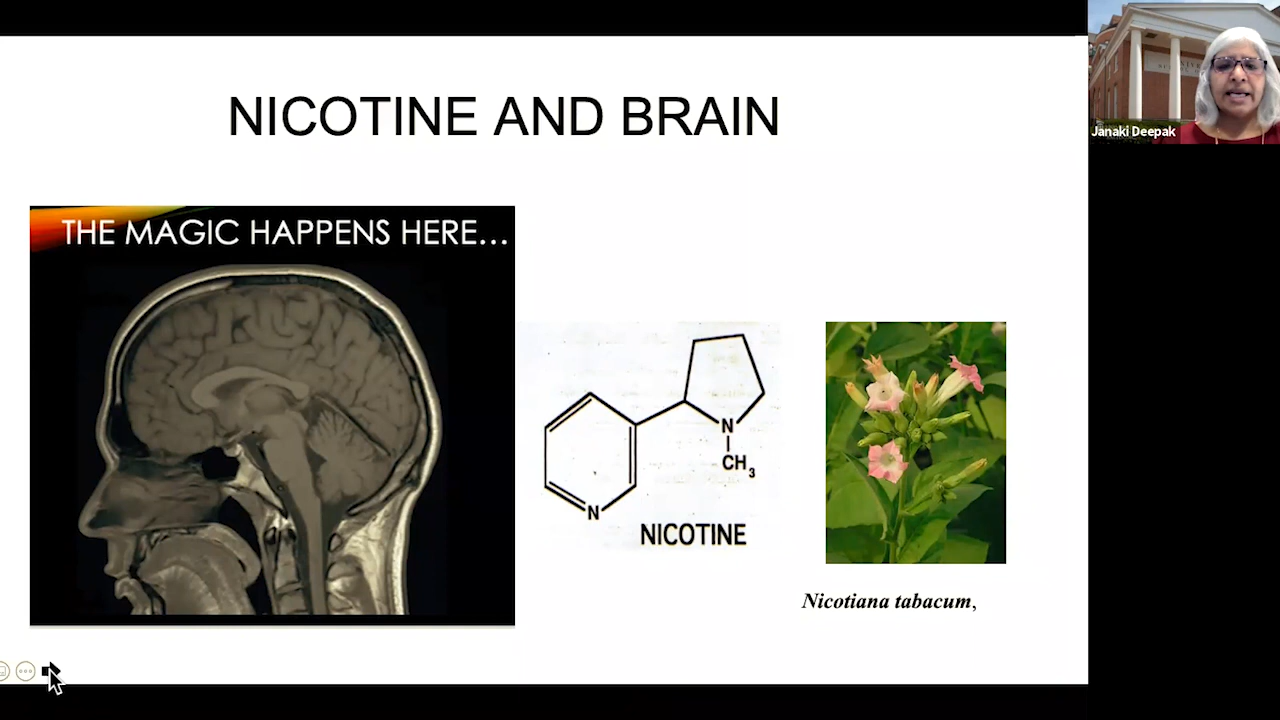 NICOTINE AND BRAIN
THE MAGIC HAPPENS HERE...
N
N
CH3
NICOTINE
Nicotiana tabacum,
Janaki Deepak